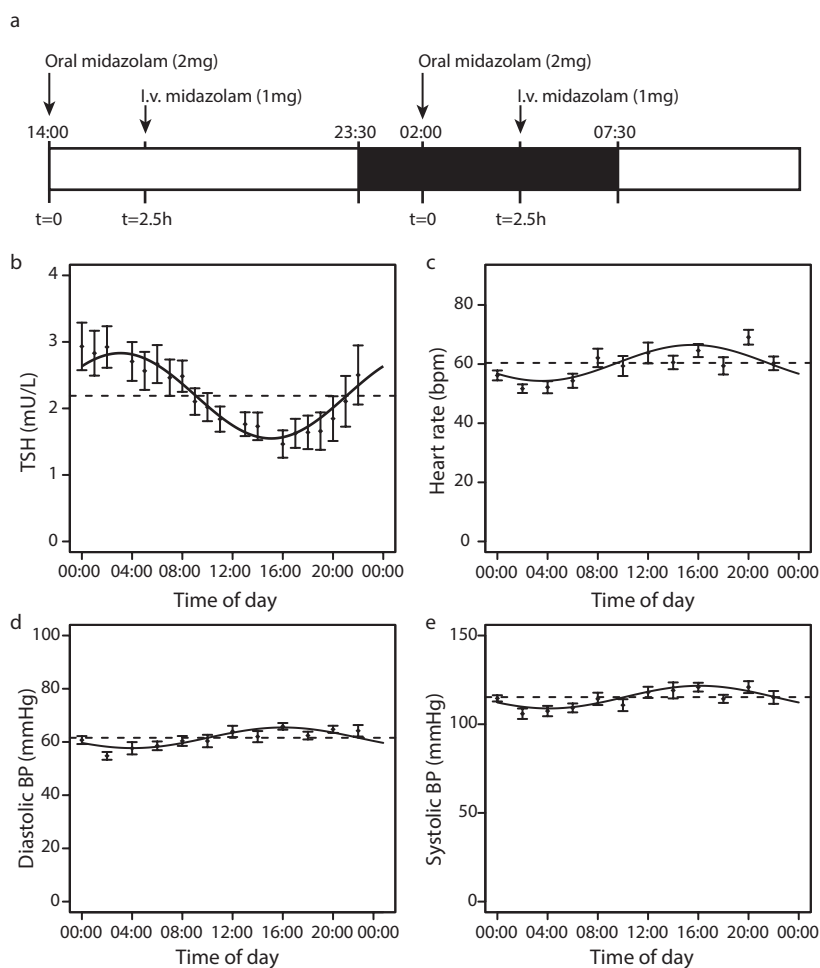 a
Oral midazolam (2mg) Oral midazolam (2mg)
I.v. midazolam (1mg) I.v. midazolam (1mg)
14:00 23:30 02:00 07:30
t=0 t=2.5h t=0 t=2.5h
b
TSH (mU/L)
4
3
2
1
0
00:00 04:00 08:00 12:00 16:00 20:00 00:00
Time of day
c
Heart rate (bpm)
80
60
40
20
0
00:00 04:00 08:00 12:00 16:00 20:00 00:00
Time of day
d
Diastolic BP (mmHg)
100
80
60
40
20
0
00:00 04:00 08:00 12:00 16:00 20:00 00:00
Time of day
e
Systolic BP (mmHg)
150
100
50
0
00:00 04:00 08:00 12:00 16:00 20:00 00:00
Time of day